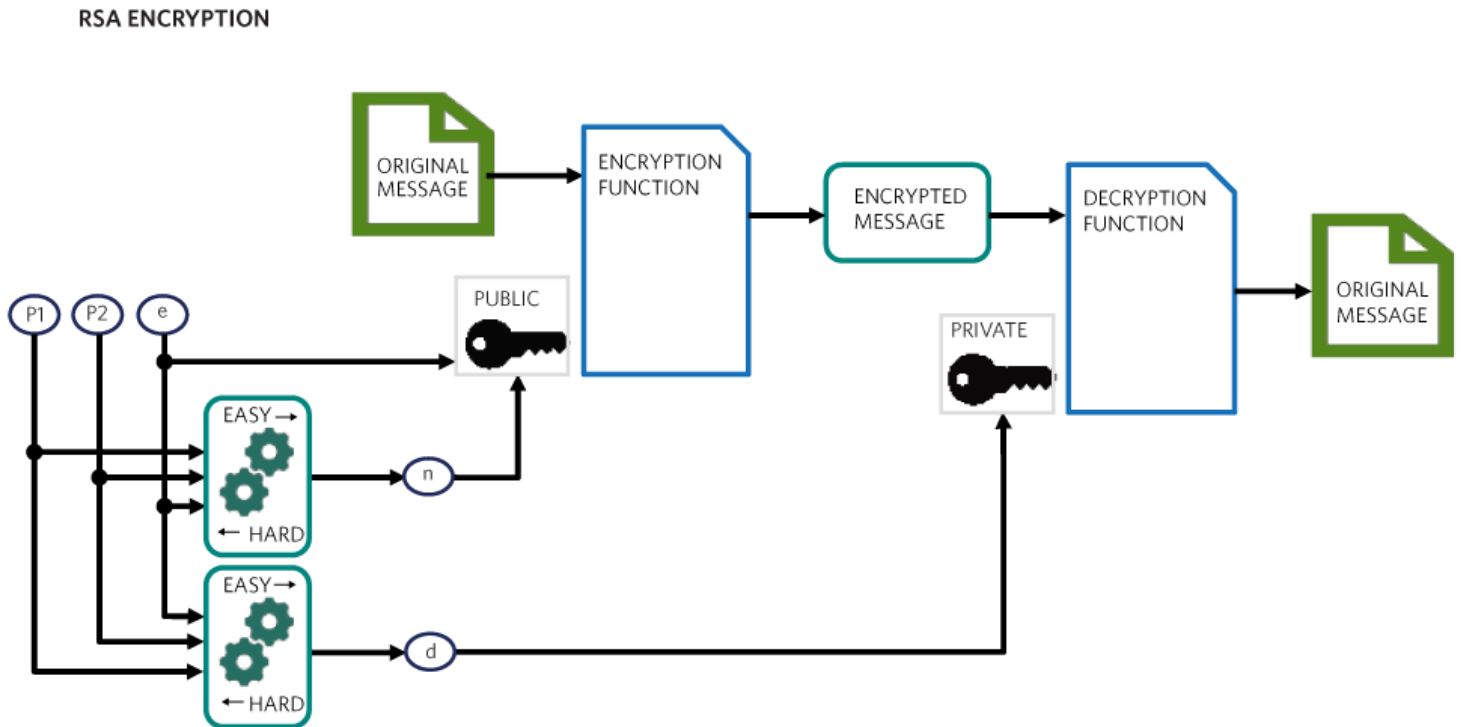 RSA ENCRYPTION
ORIGINAL
MESSAGE
ENCRYPTION
FUNCTION
ENCRYPTED
MESSAGE
DECRYPTION
FUNCTION
ORIGINAL
MESSAGE
P1
P2
e
PUBLIC
PRIVATE
EASY →
← HARD
n
EASY →
← HARD
d